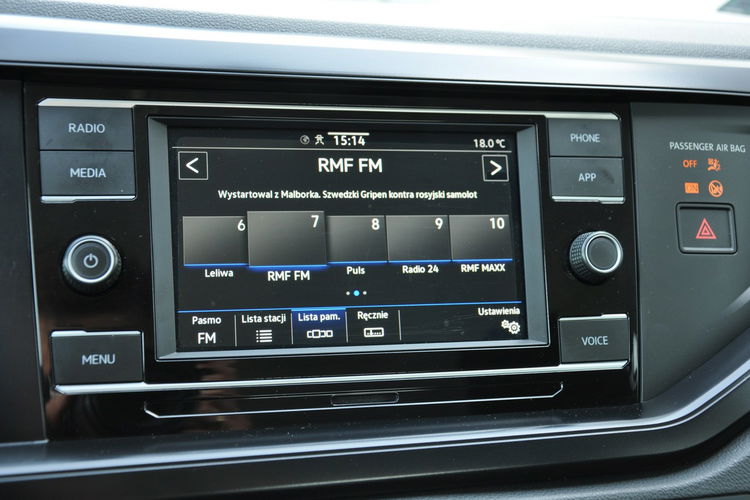 RADIO
MEDIA
MENU
15:14
18.0°C
RMF FM
Wystartował z Malborka. Szwedzki Gripen kontra rosyjski samolot
6
7
8
9
10
Leliwa
RMF FM
Puls
Radio 24
RMF MAXX
Pasmo
FM
Lista stacji
Lista pam.
Ręcznie
Ustawienia
PHONE
APP
VOICE
PASSENGER AIR BAG
OFF
ON